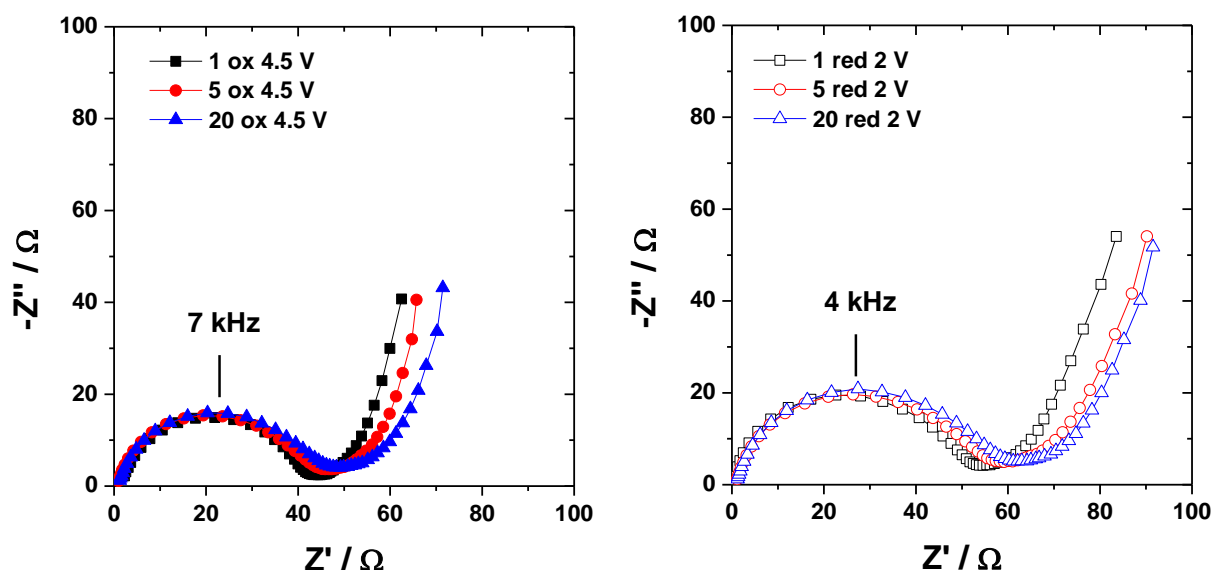 100
80
60
40
20
0
-Z'' / Ω
1 ox 4.5 V
5 ox 4.5 V
20 ox 4.5 V
7 kHz
0 20 40 60 80 100
Z' / Ω
100
80
60
40
20
0
-Z'' / Ω
1 red 2 V
5 red 2 V
20 red 2 V
4 kHz
0 20 40 60 80 100
Z' / Ω